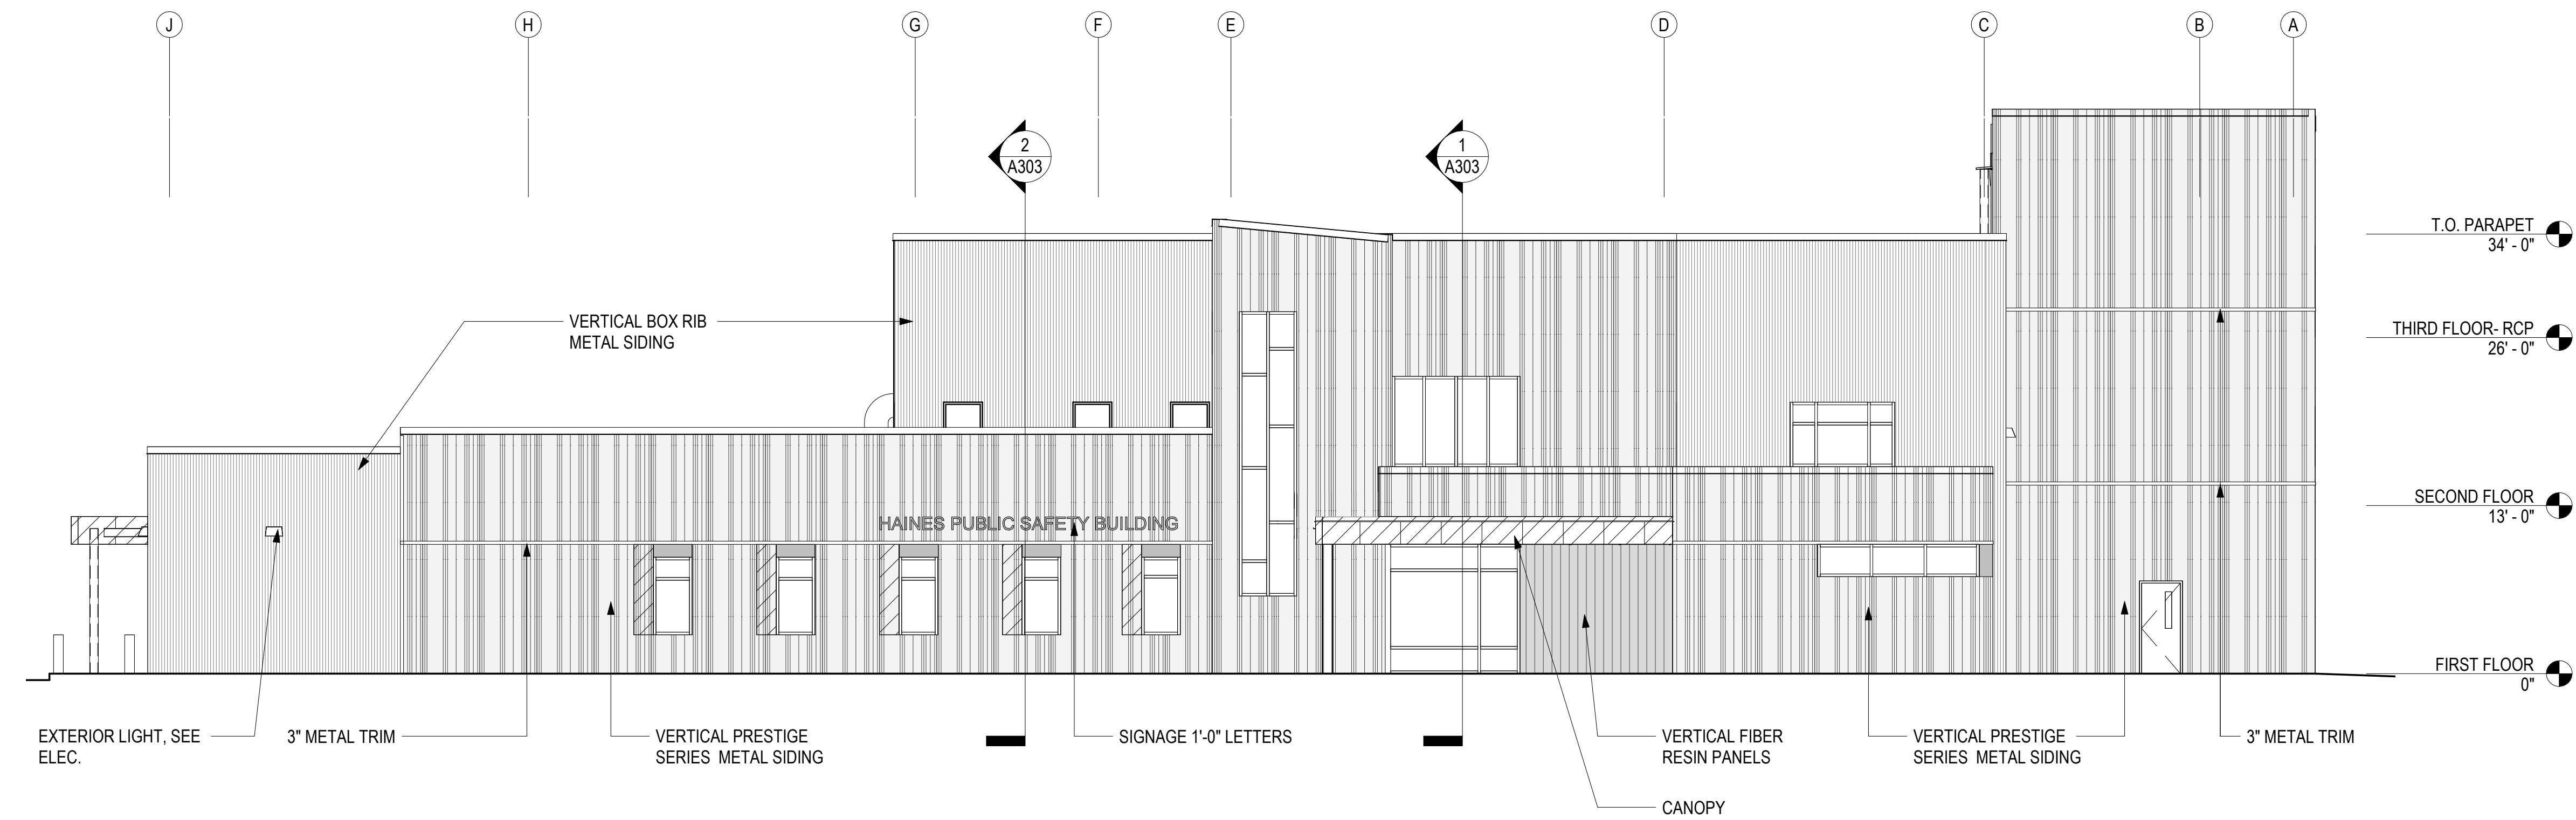 J
H
G
F
E
D
C
B
A
2
A303
1
A303
T.O. PARAPET
34' - 0"
VERTICAL BOX RIB
METAL SIDING
THIRD FLOOR- RCP
26' - 0"
SECOND FLOOR
13' - 0"
HAINES PUBLIC SAFETY BUILDING
FIRST FLOOR
0"
EXTERIOR LIGHT, SEE
ELEC.
3" METAL TRIM
VERTICAL PRESTIGE
SERIES METAL SIDING
SIGNAGE 1'-0" LETTERS
VERTICAL FIBER
RESIN PANELS
VERTICAL PRESTIGE
SERIES METAL SIDING
3" METAL TRIM
CANOPY